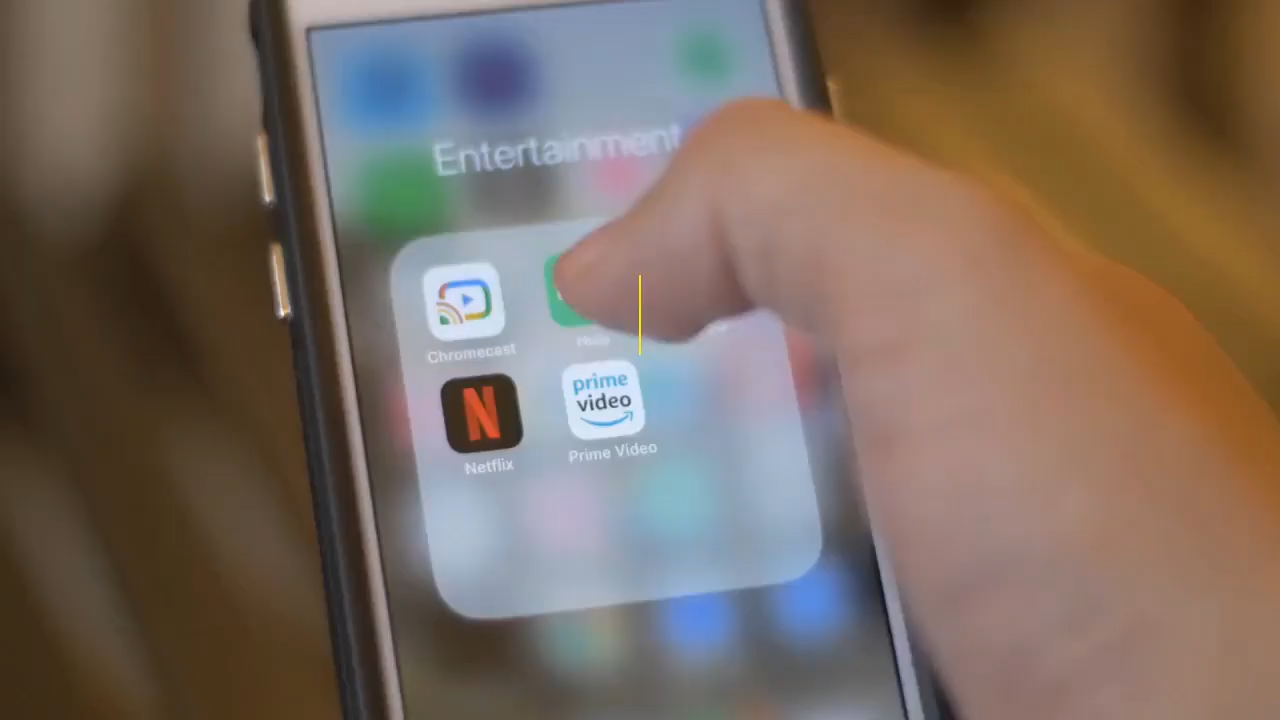 Entertainment
Chromecast
N
Netflix
prime
video
Prime Video